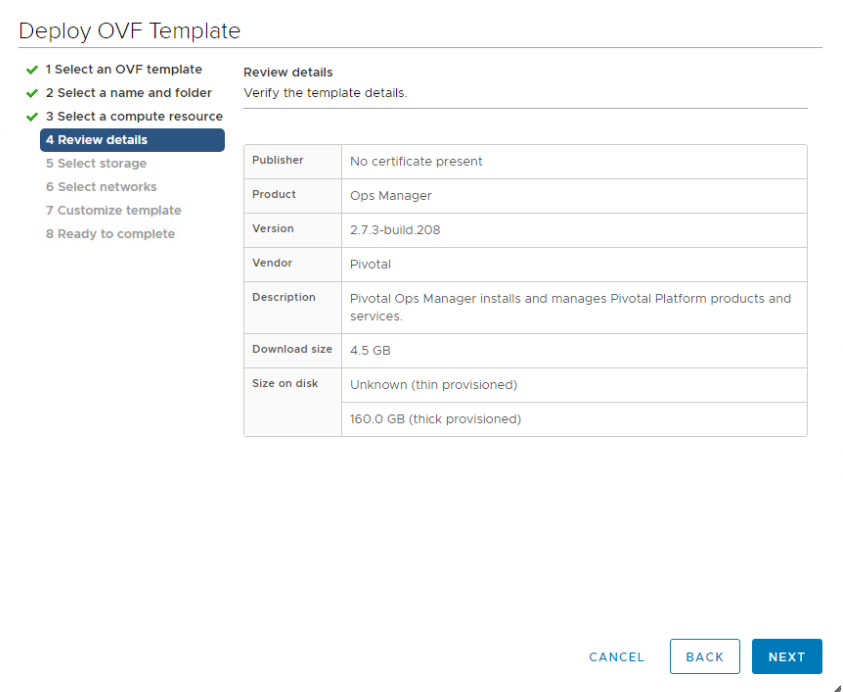 Deploy OVF Template
1 Select an OVF template
2 Select a name and folder
3 Select a compute resource
4 Review details
5 Select storage
6 Select networks
7 Customize template
8 Ready to complete
Review details
Verify the template details.
Publisher No certificate present
Product Ops Manager
Version 2.7.3-build.208
Vendor Pivotal
Description Pivotal Ops Manager installs and manages Pivotal Platform products and
services.
Download size 4.5 GB
Size on disk Unknown (thin provisioned)
160.0 GB (thick provisioned)
CANCEL BACK NEXT